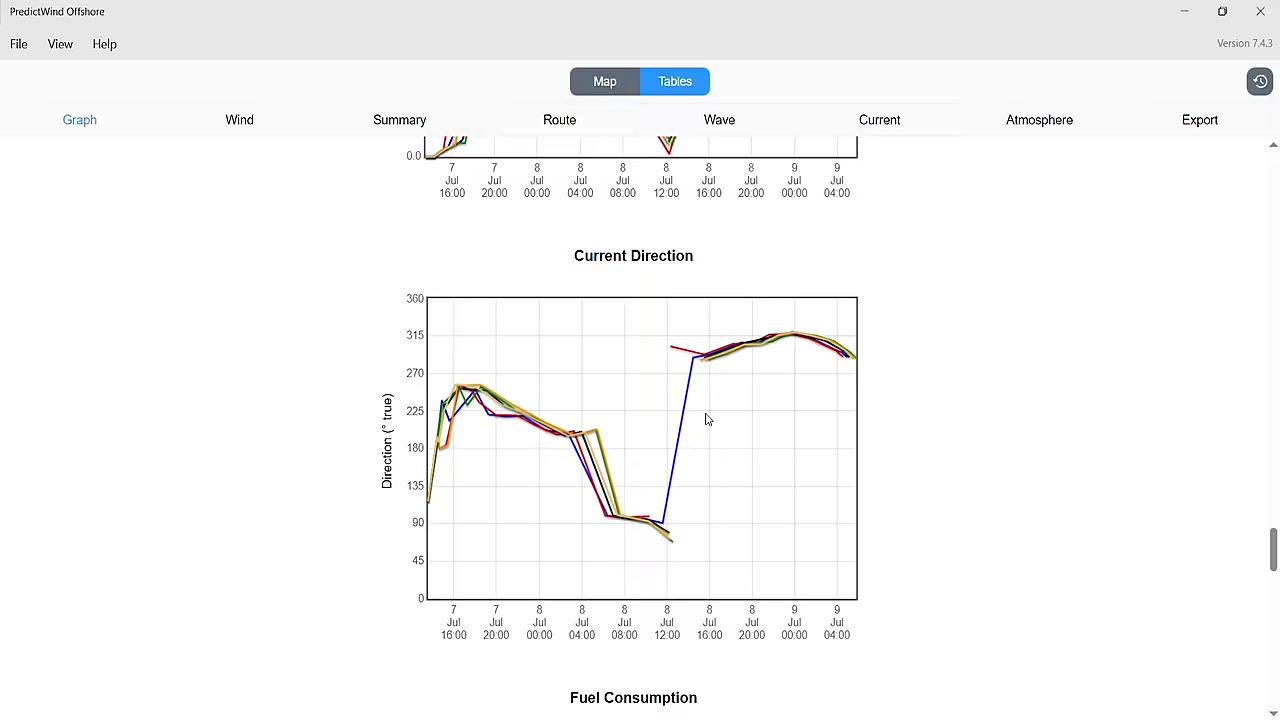 PredictWind Offshore
File View Help Version 7.4.3
Map Tables
Graph Wind Summary Route Wave Current Atmosphere Export
0.0
7 7 8 8 8 8 8 8 9 9
Jul Jul Jul Jul Jul Jul Jul Jul Jul Jul
16:00 20:00 00:00 04:00 08:00 12:00 16:00 20:00 00:00 04:00
Current Direction
360
315
270
225
180
135
90
45
0
Direction (° true)
7 7 8 8 8 8 8 8 9 9
Jul Jul Jul Jul Jul Jul Jul Jul Jul Jul
16:00 20:00 00:00 04:00 08:00 12:00 16:00 20:00 00:00 04:00
Fuel Consumption